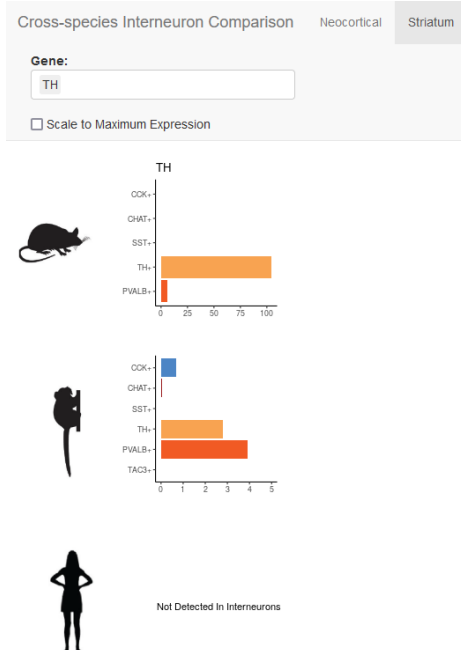 Cross-species Interneuron Comparison Neocortical Striatum
Gene:
TH
Scale to Maximum Expression
TH
CCK+
CHAT+
SST+
TH+
PVALB+
0 25 50 75 100
CCK+
CHAT+
SST+
TH+
PVALB+
TAC3+
0 1 2 3 4 5
Not Detected In Interneurons